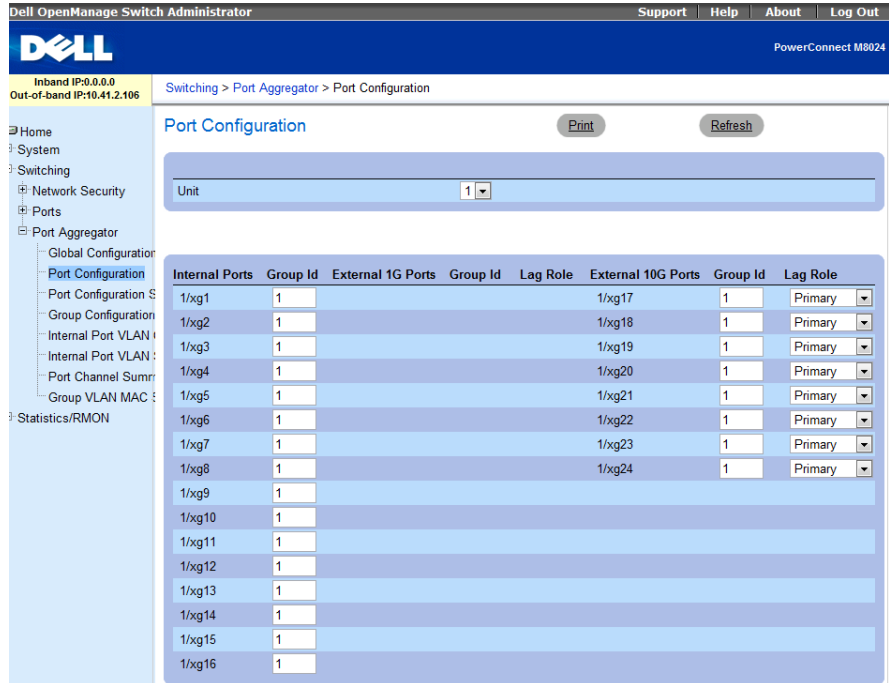 Dell OpenManage Switch Administrator Support Help About Log Out
DELL
PowerConnect M8024
Inband IP:0.0.0.0
Out-of-band IP:10.41.2.106
Switching > Port Aggregator > Port Configuration
Home
System
Switching
Network Security
Ports
Port Aggregator
Global Configuration
Port Configuration
Port Configuration S
Group Configuration
Internal Port VLAN
Internal Port VLAN
Port Channel Summ
Group VLAN MAC
Statistics/RMON
Port Configuration Print Refresh
Unit 1
Internal Ports Group Id External 1G Ports Group Id Lag Role External 10G Ports Group Id Lag Role
1/xg1 1 1/xg17 1 Primary
1/xg2 1 1/xg18 1 Primary
1/xg3 1 1/xg19 1 Primary
1/xg4 1 1/xg20 1 Primary
1/xg5 1 1/xg21 1 Primary
1/xg6 1 1/xg22 1 Primary
1/xg7 1 1/xg23 1 Primary
1/xg8 1 1/xg24 1 Primary
1/xg9 1
1/xg10 1
1/xg11 1
1/xg12 1
1/xg13 1
1/xg14 1
1/xg15 1
1/xg16 1